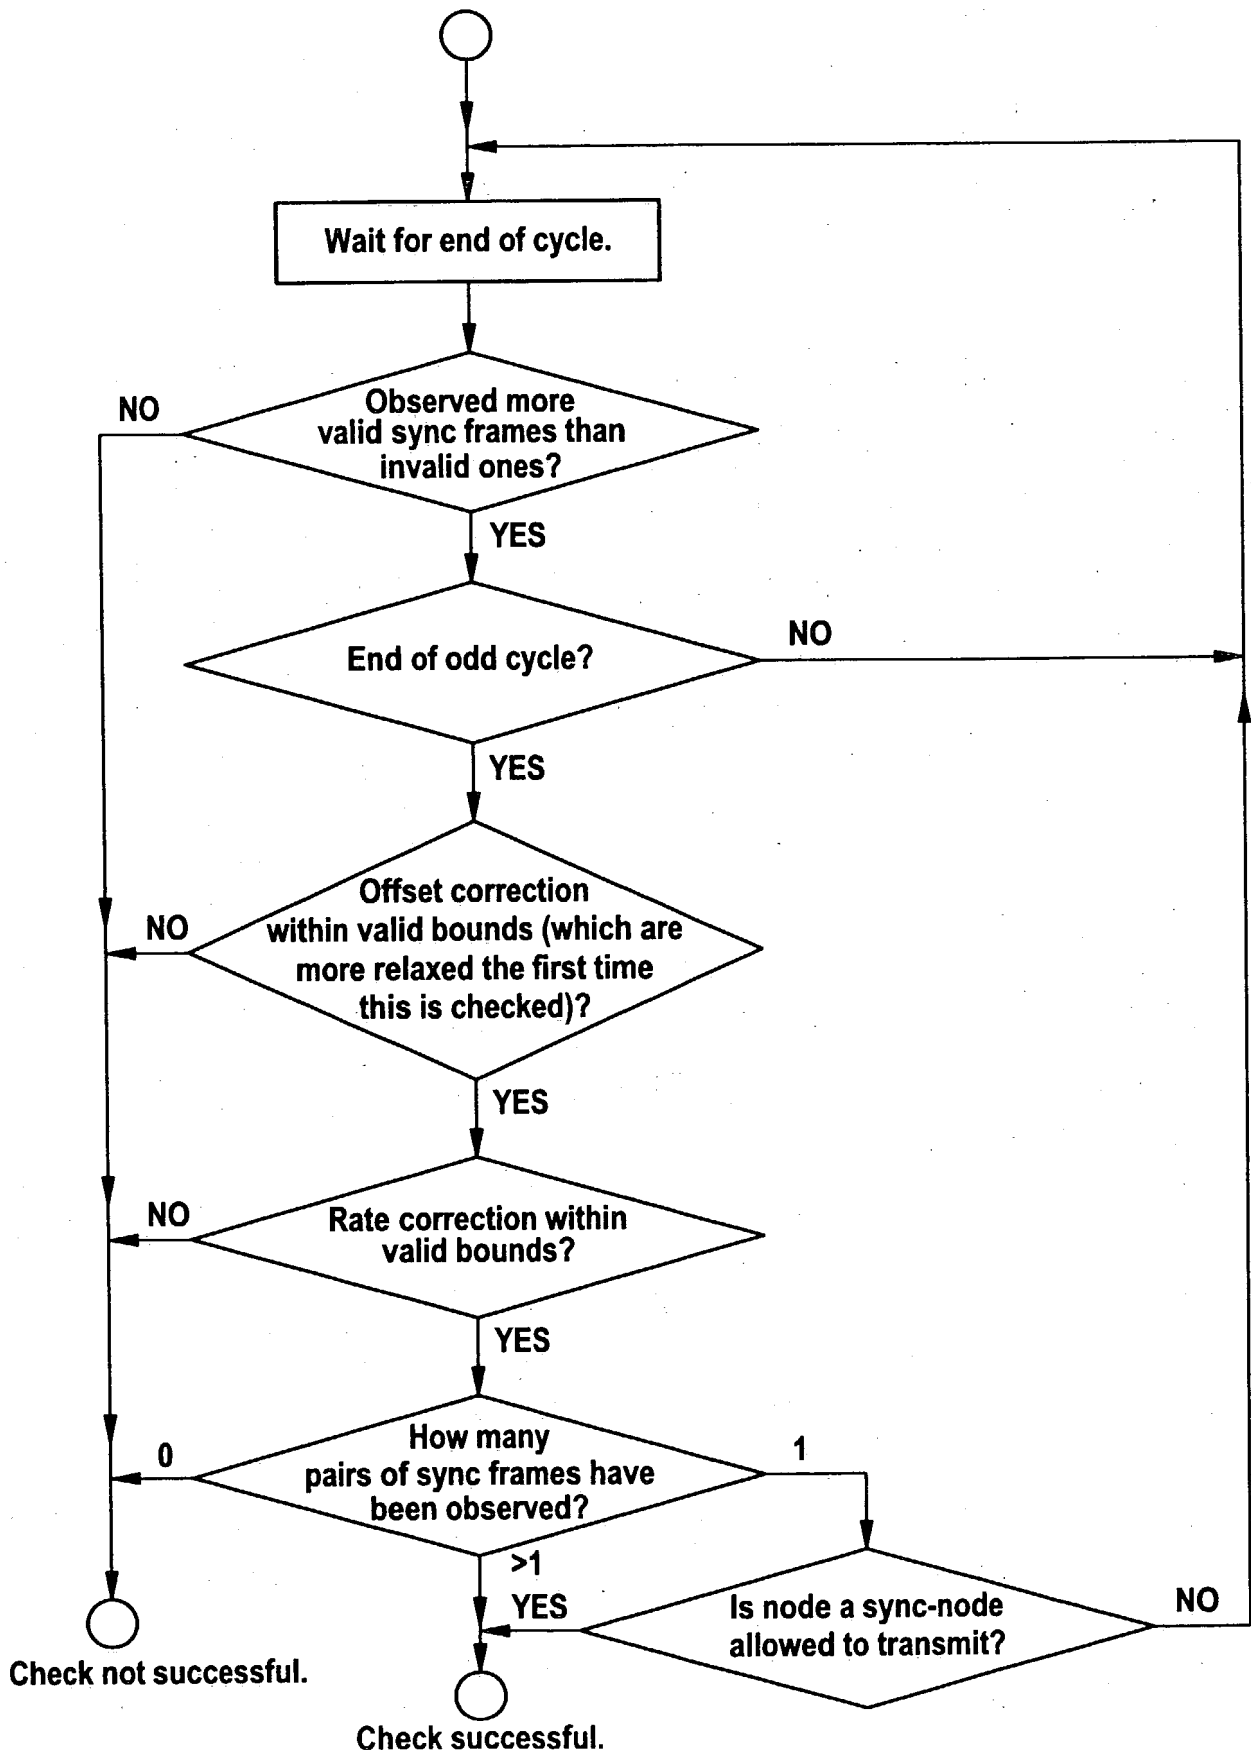 Wait for end of cycle.
NO
Observed more
valid sync frames than
invalid ones?
YES
End of odd cycle?
NO
YES
NO
Offset correction
within valid bounds (which are
more relaxed the first time
this is checked)?
YES
NO
Rate correction within
valid bounds?
YES
0
How many
pairs of sync frames have
been observed?
1
>1
YES
Is node a sync-node
allowed to transmit?
NO
Check not successful.
Check successful.